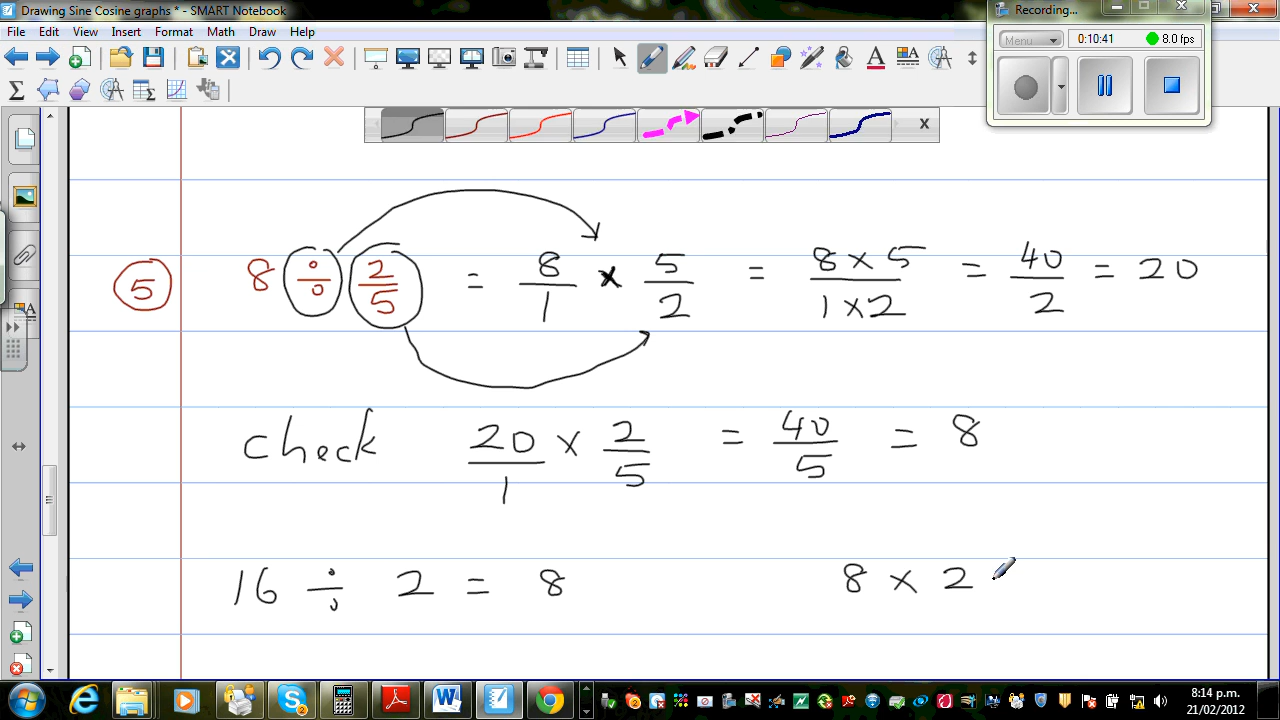 Drawing Sine Cosine graphs * - SMART Notebook
Recording...
File Edit View Insert Format Math Draw Help
Menu 0:10:41 8.0 fps
x
5 8 ÷ 2/5 = 8/1 × 5/2 = 8 × 5/1 × 2 = 40/2 = 20
check 20/1 × 2/5 = 40/5 = 8
16 ÷ 2 = 8 8 × 2
8:14 p.m.
21/02/2012